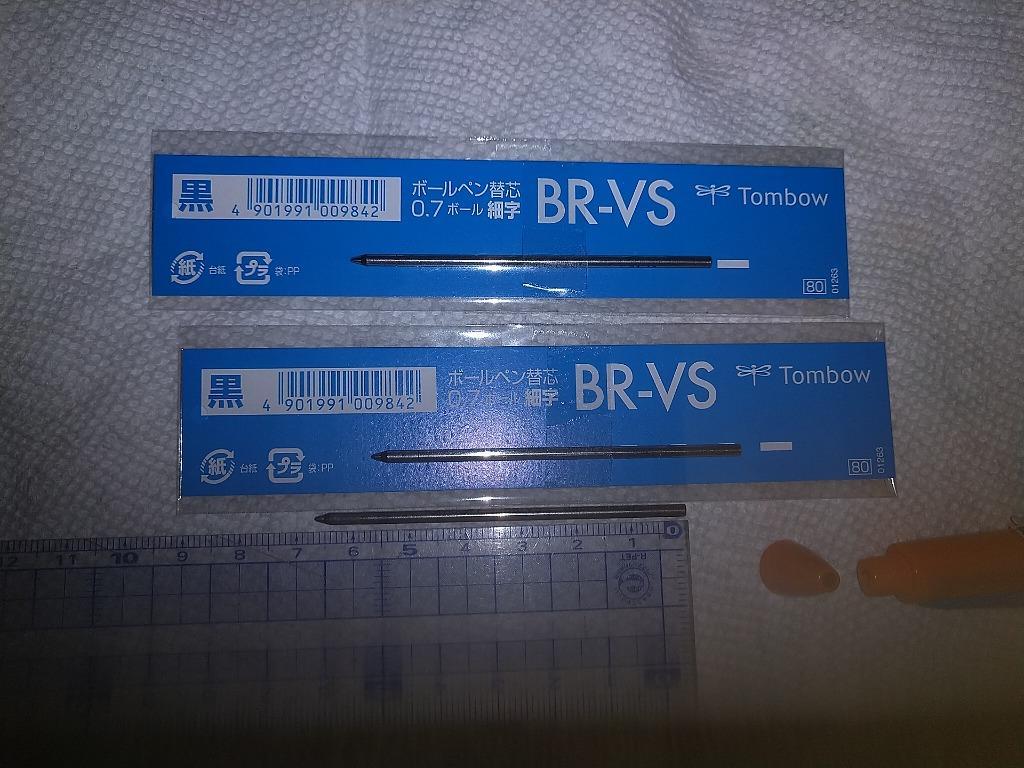 黒
4 901991 009842
ボールペン替芯
0.7 ボール 細字
BR-VS
Tombow
紙 台紙
プラ 袋:PP
80
01263
黒
4 901991 009842
ボールペン替芯
0.7 ボール 細字
BR-VS
Tombow
紙 台紙
プラ 袋:PP
80
01263
12 11 10 9 8 7 6 5 4 3 2 1 0
R-PET